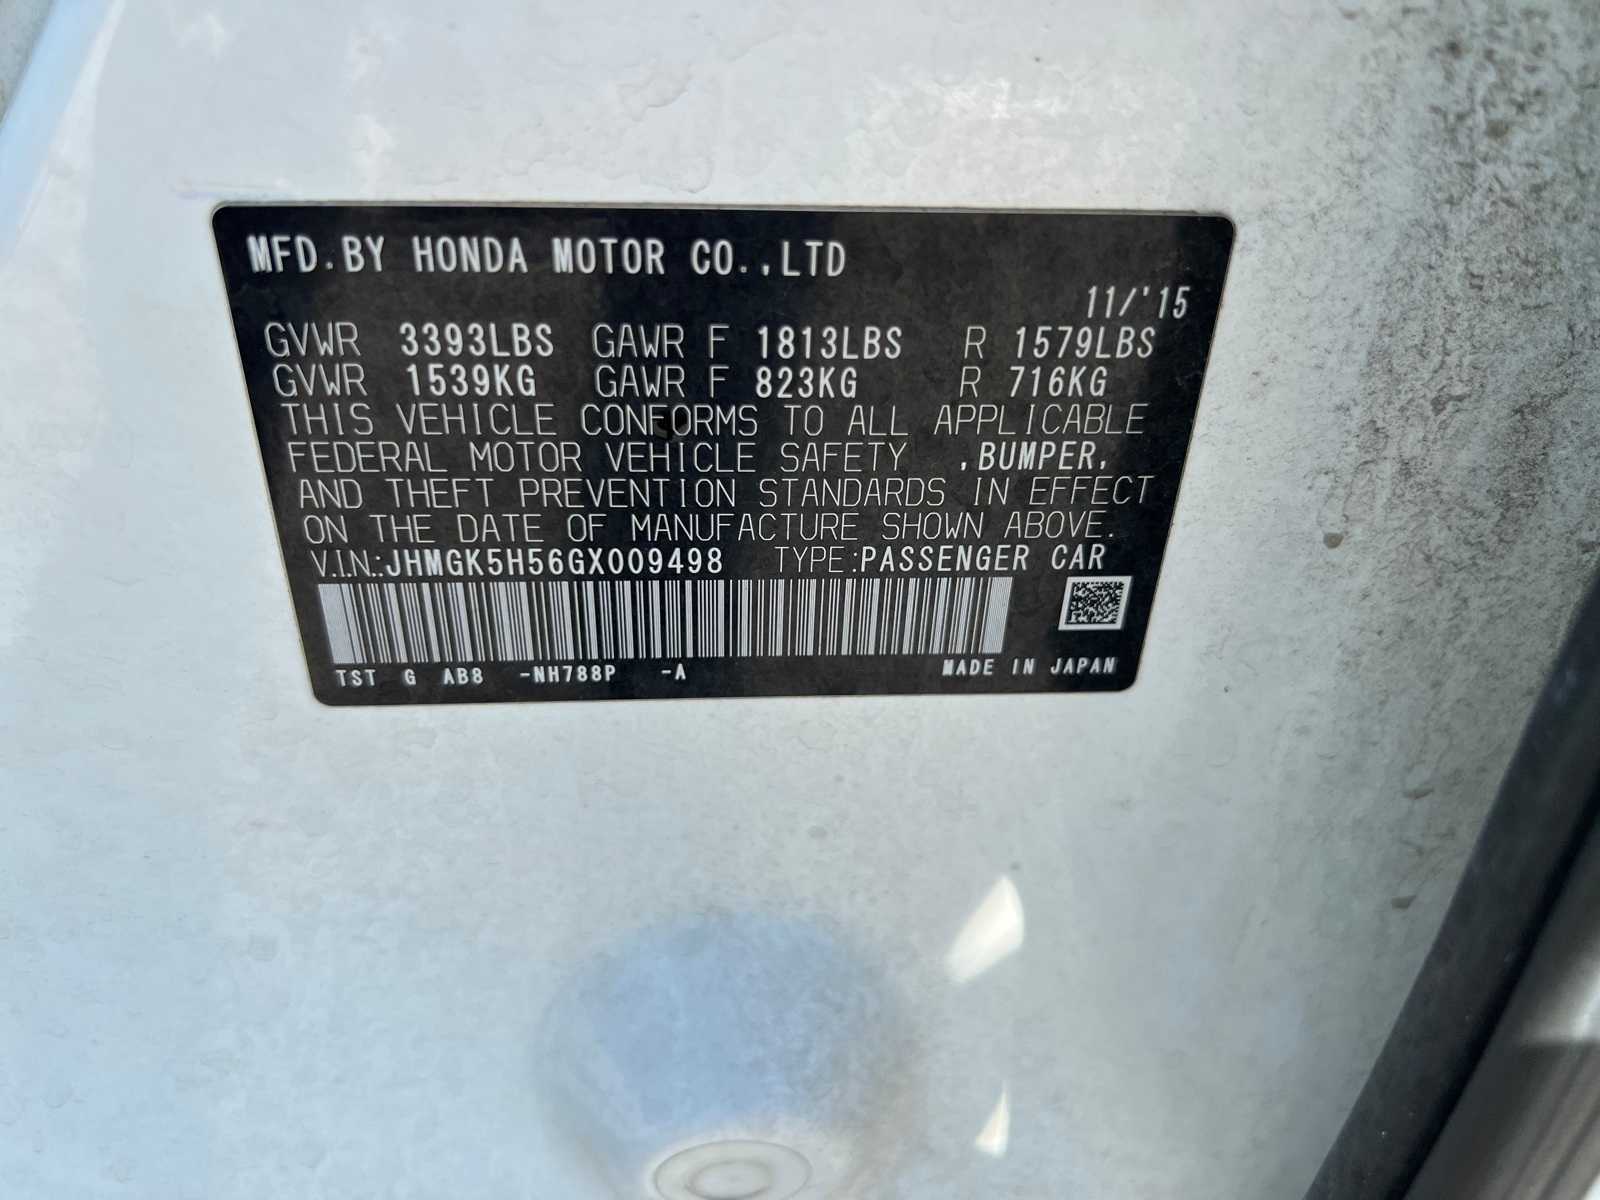 MFD.BY HONDA MOTOR CO.,LTD
11/'15
GVWR 3393LBS GAWR F 1813LBS R 1579LBS
GVWR 1539KG GAWR F 823KG R 716KG
THIS VEHICLE CONFORMS TO ALL APPLICABLE
FEDERAL MOTOR VEHICLE SAFETY ,BUMPER,
AND THEFT PREVENTION STANDARDS IN EFFECT
ON THE DATE OF MANUFACTURE SHOWN ABOVE.
V.I.N.:JHMGK5H56GX009498 TYPE:PASSENGER CAR
TST G AB8 -NH788P -A MADE IN JAPAN